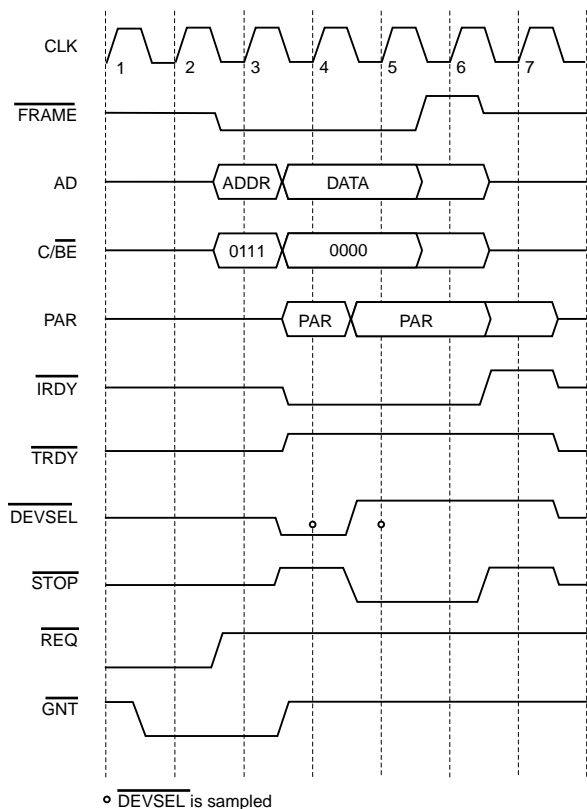 CLK
1 2 3 4 5 6 7
FRAME
AD ADDR DATA
C/BE 0111 0000
PAR PAR PAR
IRDY
TRDY
DEVSEL
STOP
REQ
GNT
DEVSEL is sampled